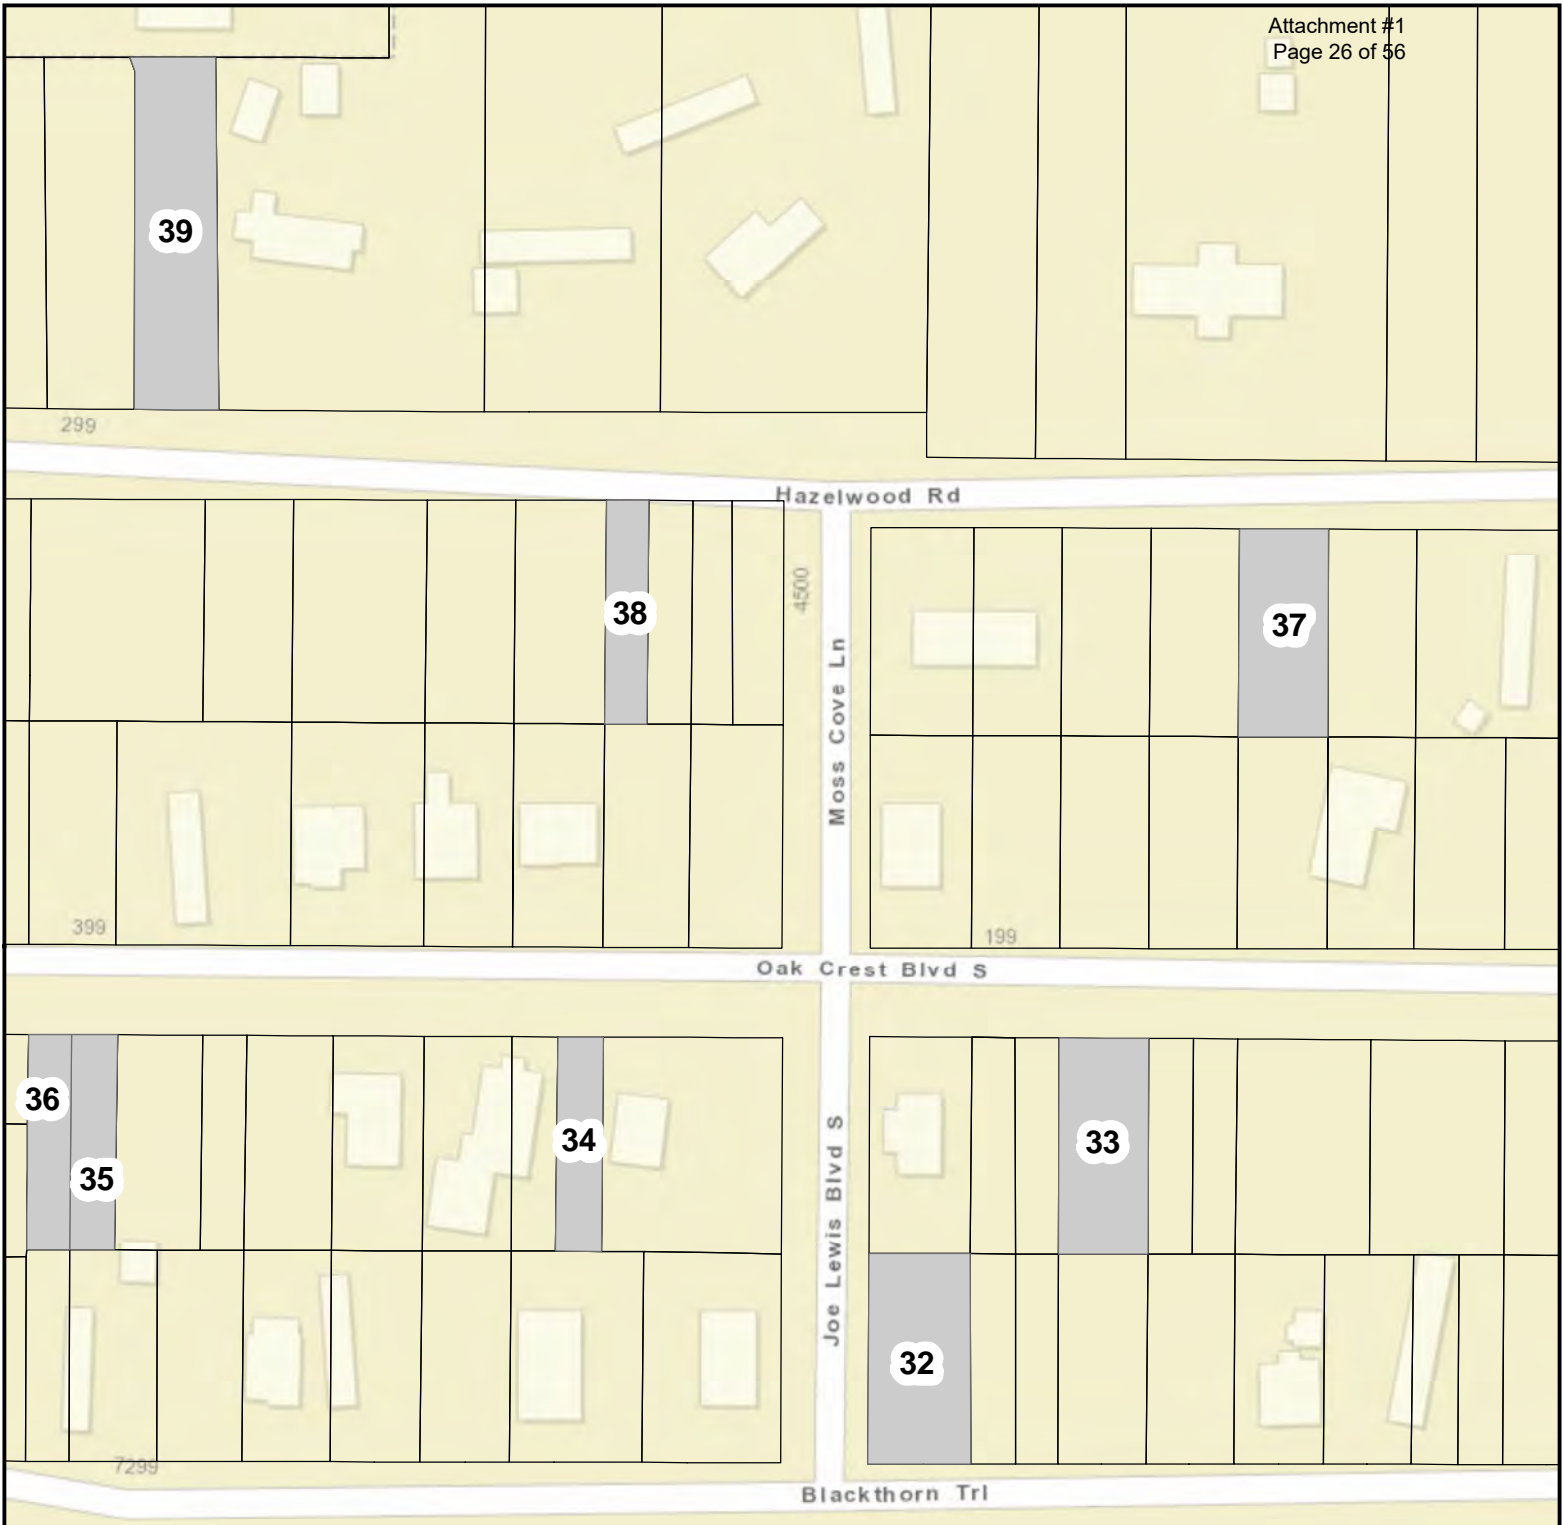 Attachment #1
Page 26 of 56
39
299
Hazelwood Rd
4500
38
37
Moss Cove Ln
399
199
Oak Crest Blvd S
36
35
34
33
Joe Lewis Blvd S
32
7299
Blackthorn Trl